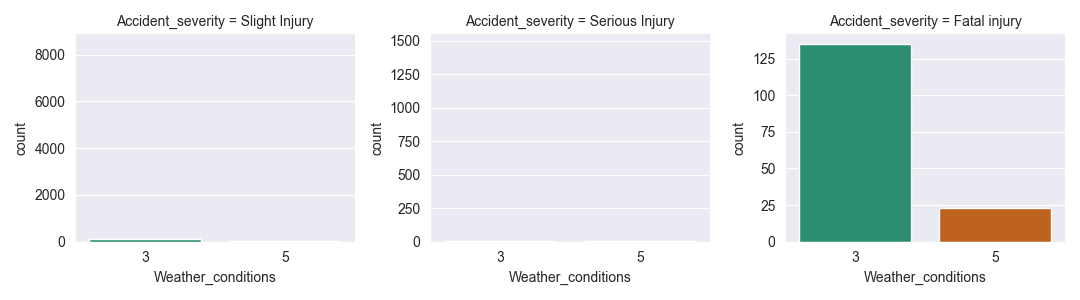 Accident_severity = Slight Injury
8000
6000
4000
2000
0
count
3 5
Weather_conditions
Accident_severity = Serious Injury
1500
1250
1000
750
500
250
0
count
3 5
Weather_conditions
Accident_severity = Fatal injury
125
100
75
50
25
0
count
3 5
Weather_conditions